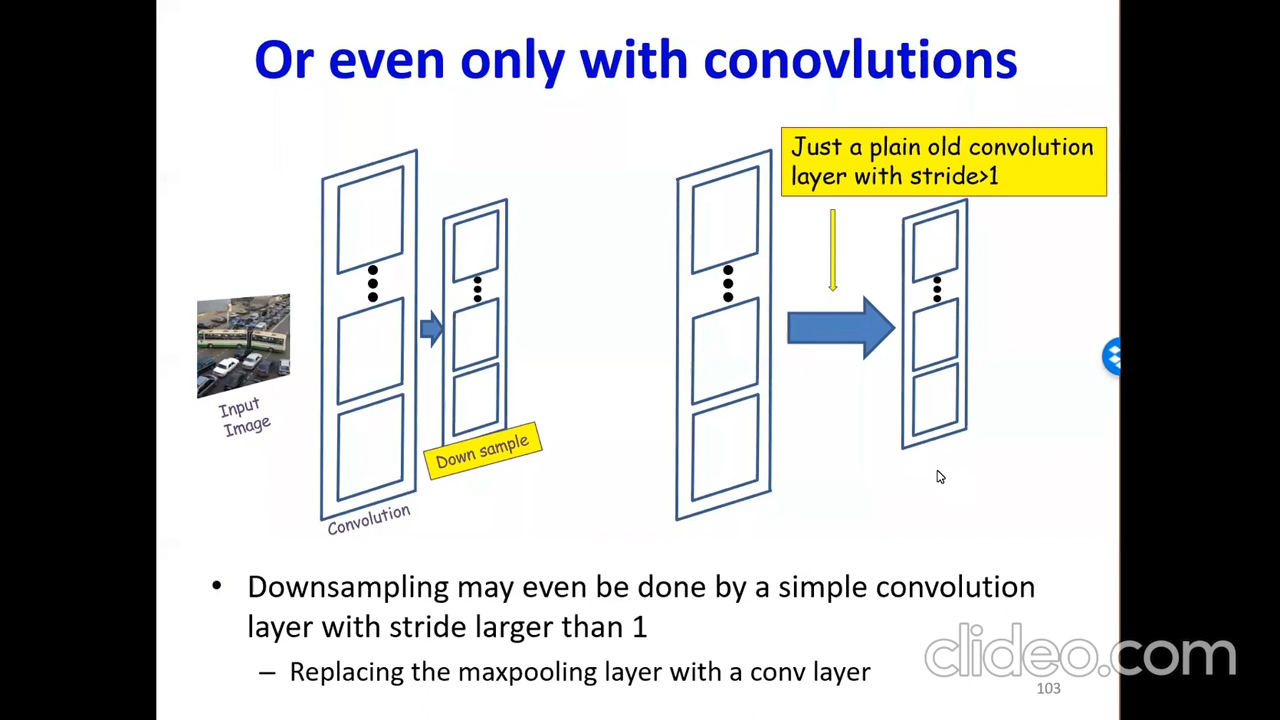 Or even only with conovlutions
Just a plain old convolution
layer with stride>1
Input
Image
Down sample
Convolution
• Downsampling may even be done by a simple convolution
layer with stride larger than 1
– Replacing the maxpooling layer with a conv layer
clideo.com
103